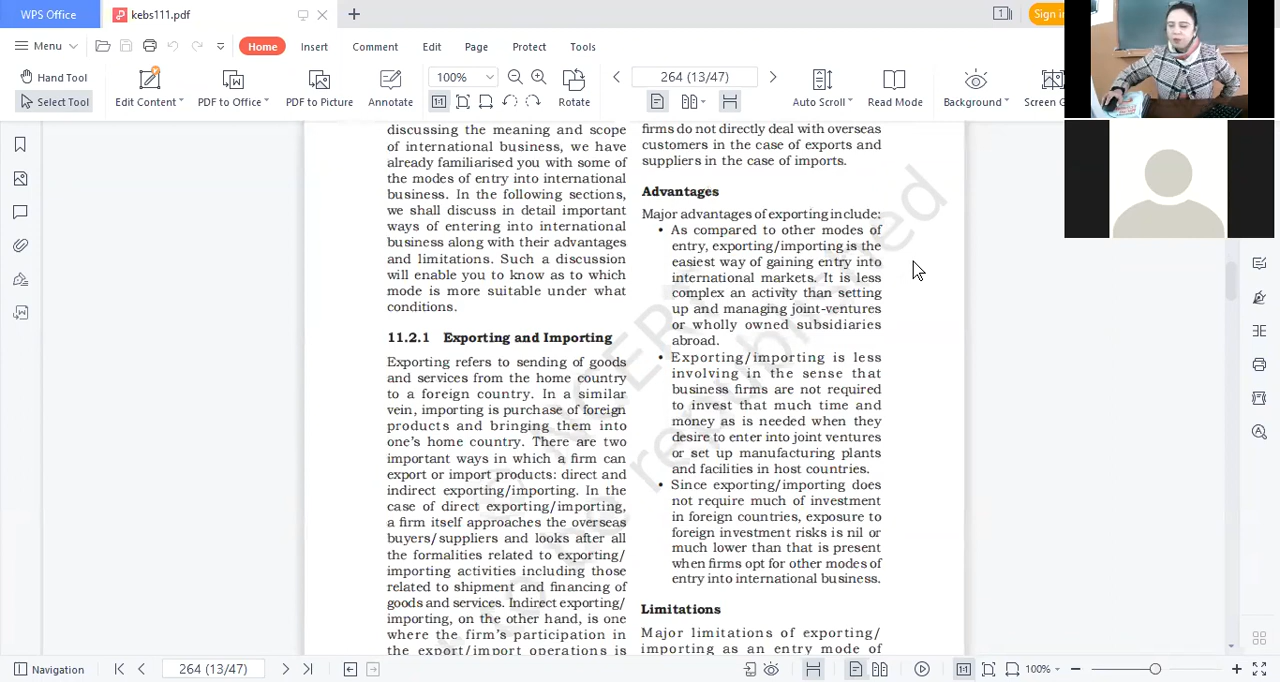 WPS Office
kebs111.pdf
1
Sign in
Menu
Home
Insert
Comment
Edit
Page
Protect
Tools
Hand Tool
Select Tool
Edit Content
PDF to Office
PDF to Picture
Annotate
100%
Rotate
264 (13/47)
Auto Scroll
Read Mode
Background
Screen G
discussing the meaning and scope
of international business, we have
already familiarised you with some of
the modes of entry into international
business. In the following sections,
we shall discuss in detail important
ways of entering into international
business along with their advantages
and limitations. Such a discussion
will enable you to know as to which
mode is more suitable under what
conditions.
11.2.1 Exporting and Importing
Exporting refers to sending of goods
and services from the home country
to a foreign country. In a similar
vein, importing is purchase of foreign
products and bringing them into
one's home country. There are two
important ways in which a firm can
export or import products: direct and
indirect exporting/importing. In the
case of direct exporting/importing,
a firm itself approaches the overseas
buyers/suppliers and looks after all
the formalities related to exporting/
importing activities including those
related to shipment and financing of
goods and services. Indirect exporting/
importing, on the other hand, is one
where the firm's participation in
the export/import operations is
firms do not directly deal with overseas
customers in the case of exports and
suppliers in the case of imports.
Advantages
Major advantages of exporting include:
• As compared to other modes of
entry, exporting/importing is the
easiest way of gaining entry into
international markets. It is less
complex an activity than setting
up and managing joint-ventures
or wholly owned subsidiaries
abroad.
• Exporting/importing is less
involving in the sense that
business firms are not required
to invest that much time and
money as is needed when they
desire to enter into joint ventures
or set up manufacturing plants
and facilities in host countries.
• Since exporting/importing does
not require much of investment
in foreign countries, exposure to
foreign investment risks is nil or
much lower than that is present
when firms opt for other modes of
entry into international business.
Limitations
Major limitations of exporting/
importing as an entry mode of
NCERT
to be republished
Navigation
264 (13/47)
100%